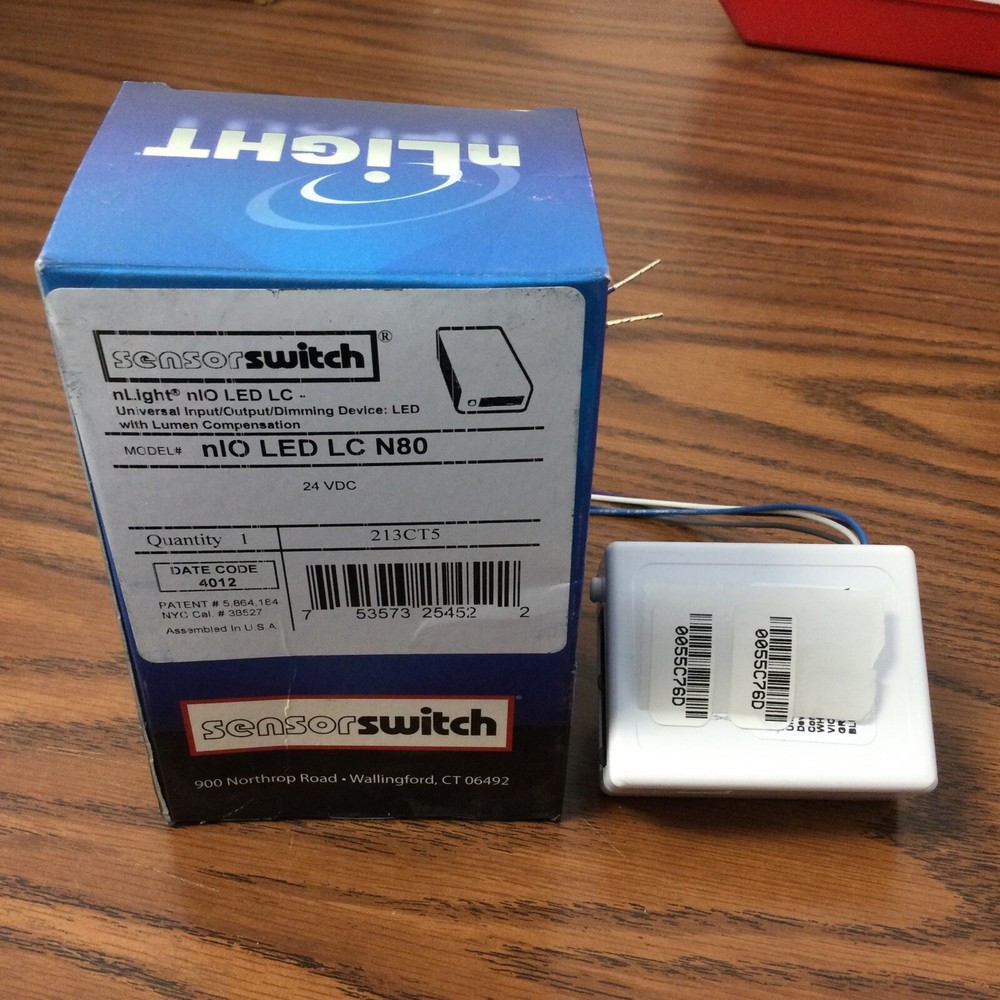 nLIGHT
sensorswitch®
nLight® nIO LED LC --
Universal Input/Output/Dimming Device: LED
with Lumen Compensation
MODEL# nIO LED LC N80
24 VDC
Quantity 1 213CT5
DATE CODE
4012
PATENT # 5,864,184
NYC Cal. # 38527
Assembled In U.S.A
7 53573 25452 2
sensorswitch
900 Northrop Road • Wallingford, CT 06492
0055C76D
0055C76D